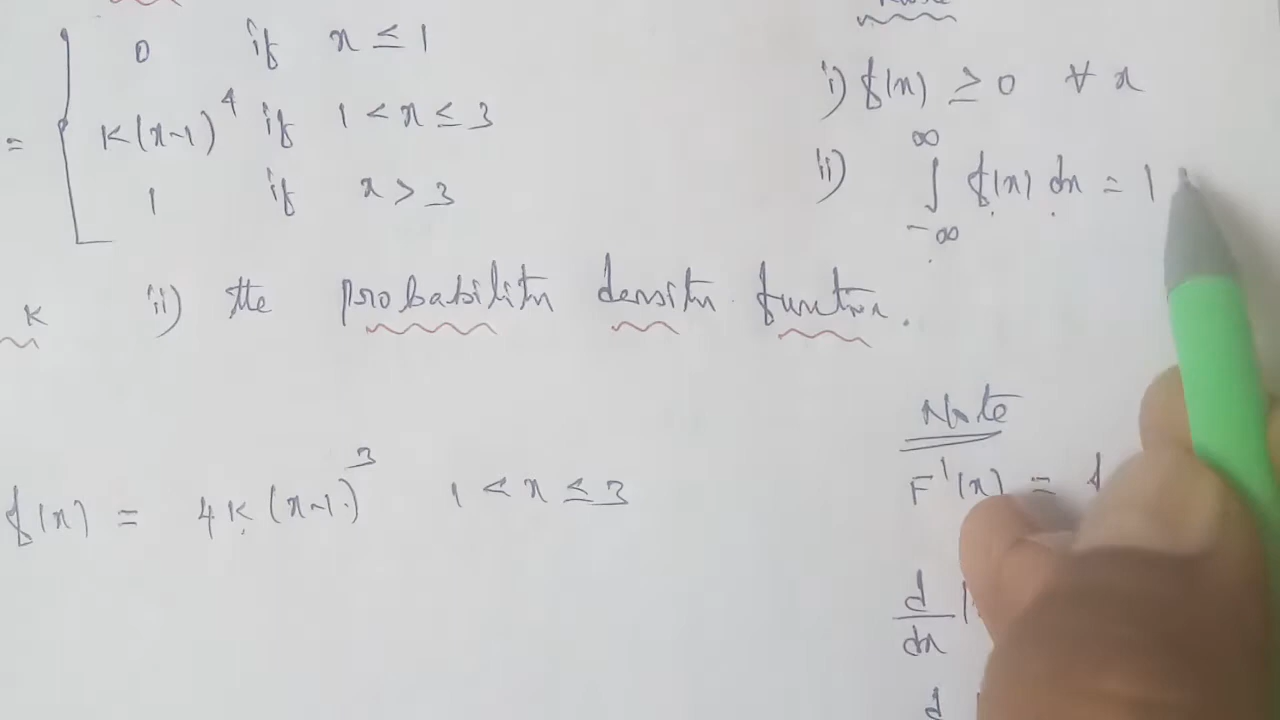 0 if x ≤ 1
= K(x-1)^4 if 1 < x ≤ 3
1 if x > 3
i) f(x) ≥ 0 ∀ x
ii) ∫_{-∞}^{∞} f(x) dx = 1
K ii) the probability density function.
f(x) = 4K(x-1)^3 1 < x ≤ 3
Note
F'(x) =
d/dx
d